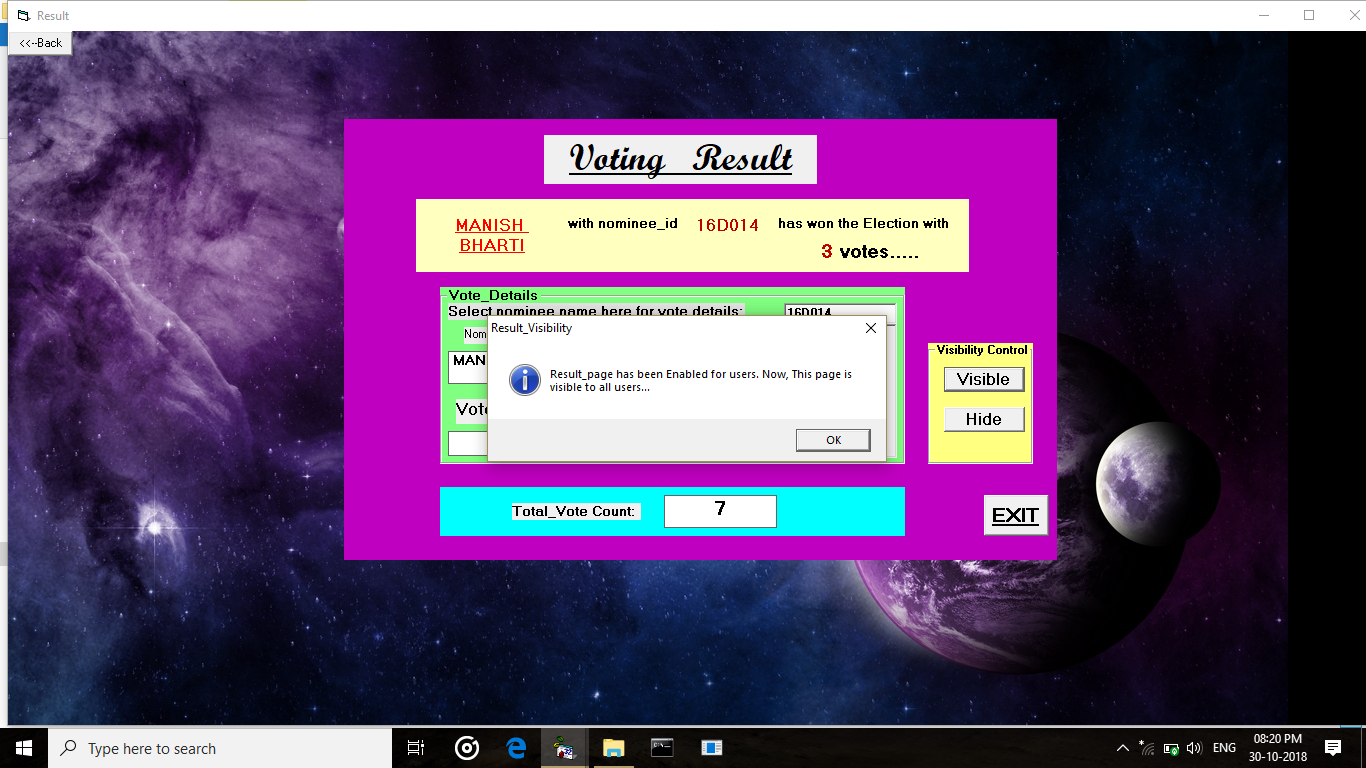 Result
<<--Back
Voting Result
MANISH
BHARTI
with nominee_id
16D014
has won the Election with
3 votes.....
Vote_Details
Select nominee name here for vote details:
16D014
Nom
MAN
Vote
Result_Visibility
Result_page has been Enabled for users. Now, This page is
visible to all users...
OK
Visibility Control
Visible
Hide
Total_Vote Count:
7
EXIT
Type here to search
ENG
08:20 PM
30-10-2018